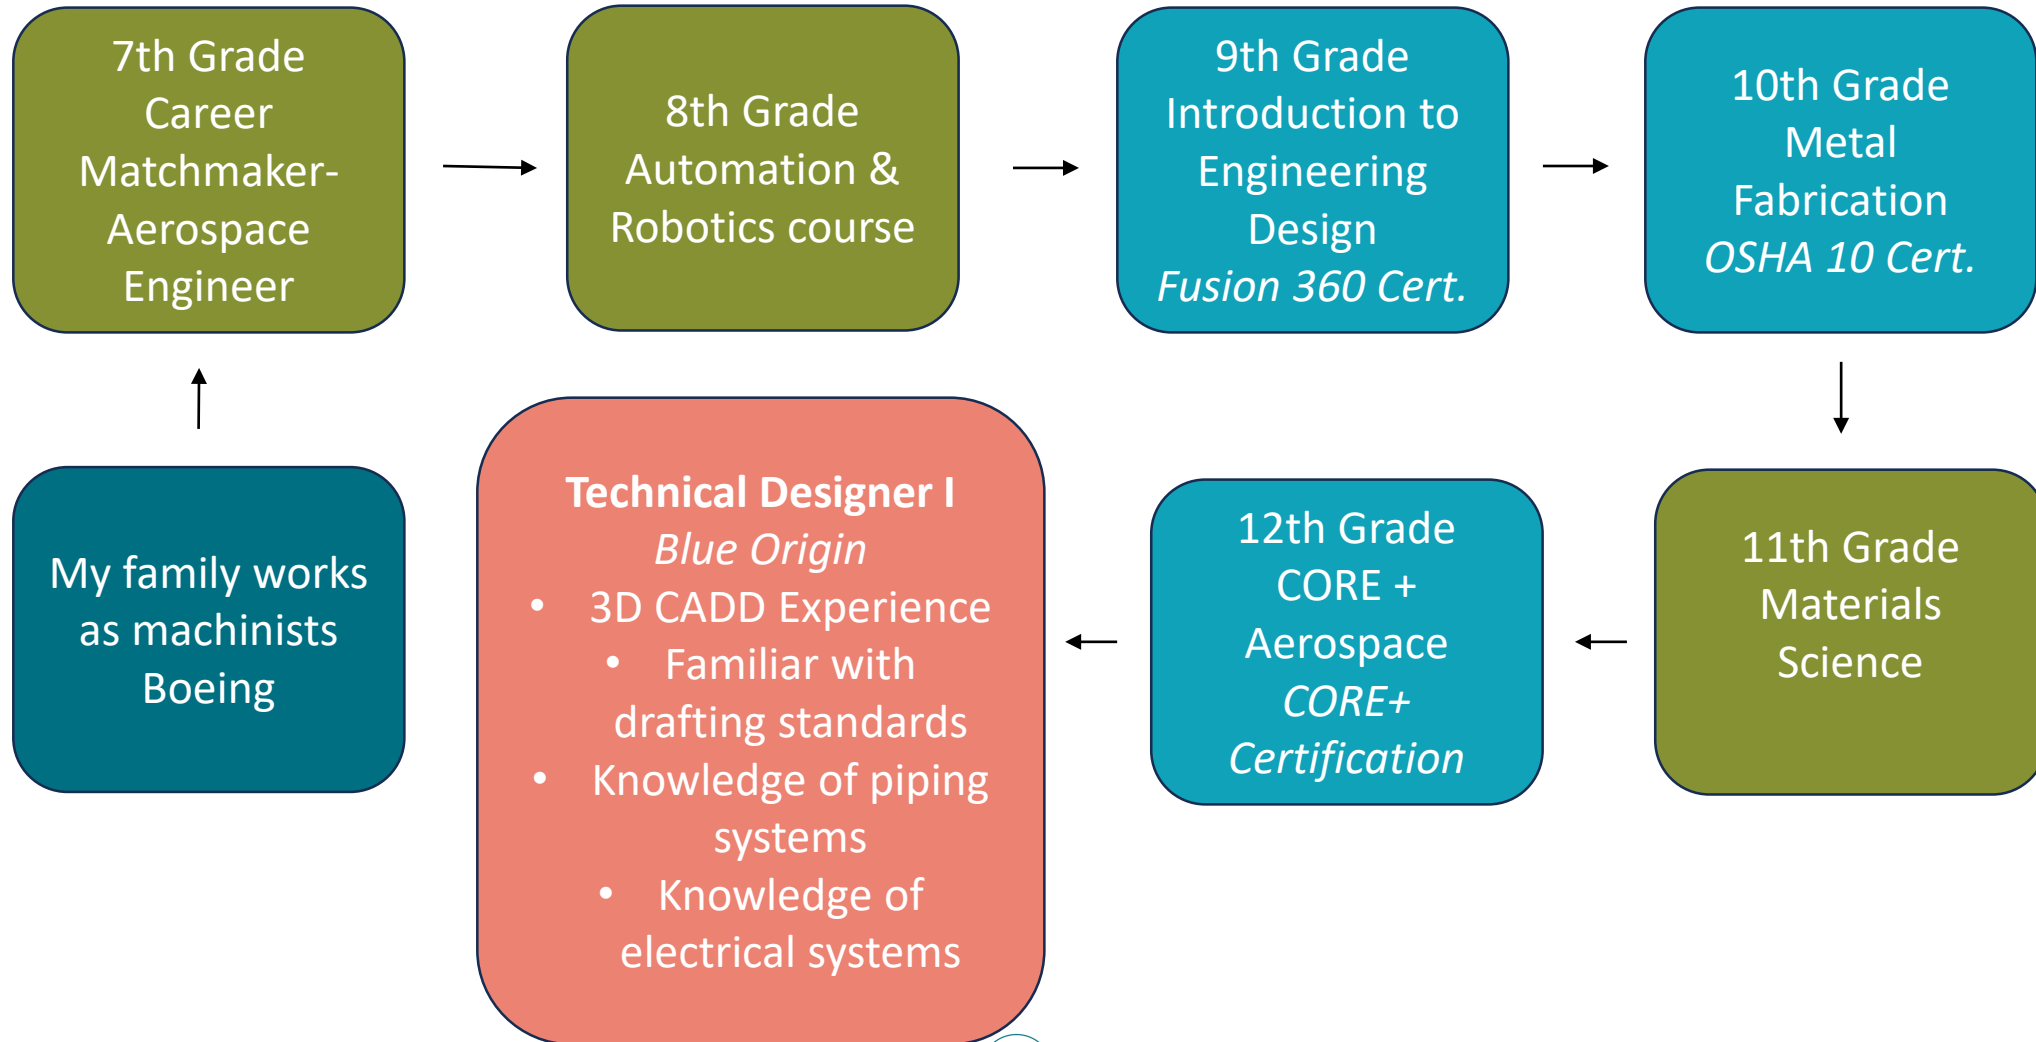 7th Grade
Career
Matchmaker-
Aerospace
Engineer
8th Grade
Automation &
Robotics course
9th Grade
Introduction to
Engineering
Design
Fusion 360 Cert.
10th Grade
Metal
Fabrication
OSHA 10 Cert.
My family works
as machinists
Boeing
Technical Designer I
Blue Origin
• 3D CADD Experience
• Familiar with
drafting standards
• Knowledge of piping
systems
• Knowledge of
electrical systems
12th Grade
CORE +
Aerospace
CORE+
Certification
11th Grade
Materials
Science